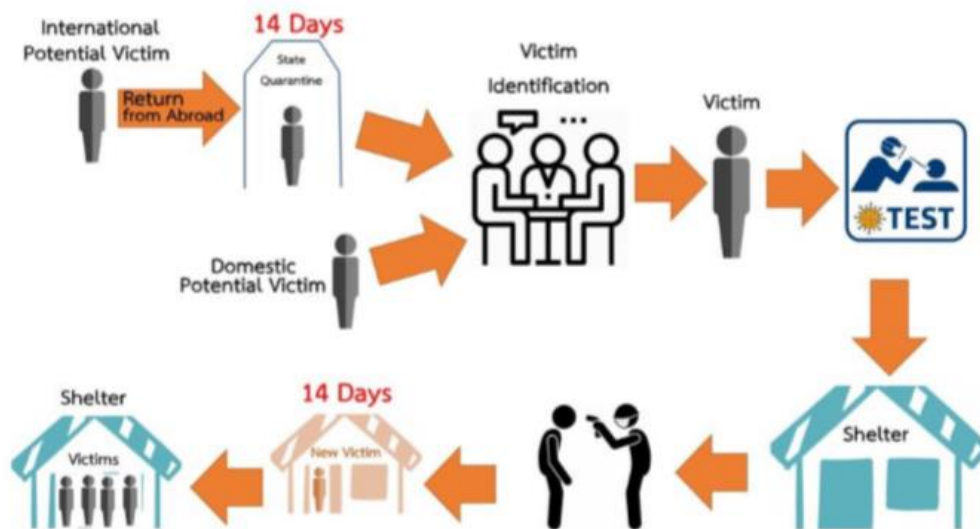 International
Potential Victim
Return
from Abroad
14 Days
State
Quarantine
Victim
Identification
Victim
TEST
Domestic
Potential Victim
Shelter
Victims
14 Days
New Victim
Shelter